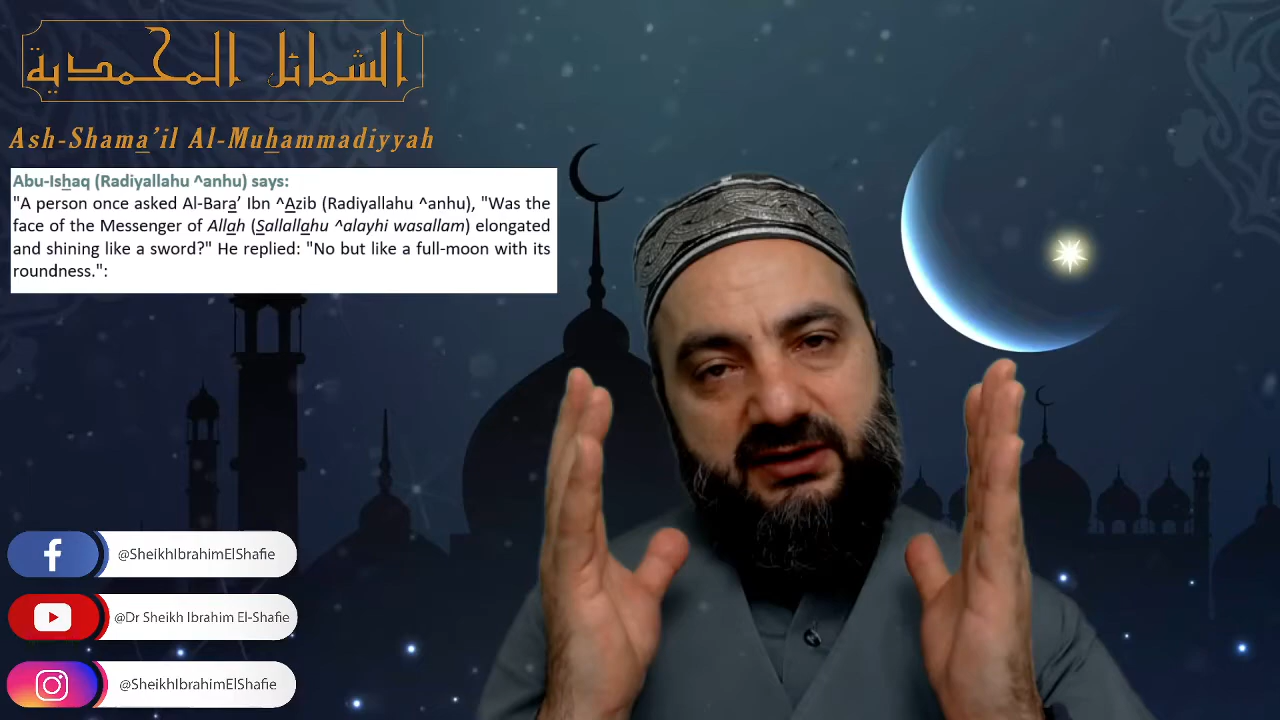 الشمائل المحمدية
Ash-Shama’il Al-Muhammadiyyah
Abu-Ishaq (Radiyallahu ^anhu) says:
"A person once asked Al-Bara’ Ibn ^Azib (Radiyallahu ^anhu), "Was the
face of the Messenger of Allah (Sallallahu ^alayhi wasallam) elongated
and shining like a sword?" He replied: "No but like a full-moon with its
roundness.":
@SheikhIbrahimElShafie
@Dr Sheikh Ibrahim El-Shafie
@SheikhIbrahimElShafie